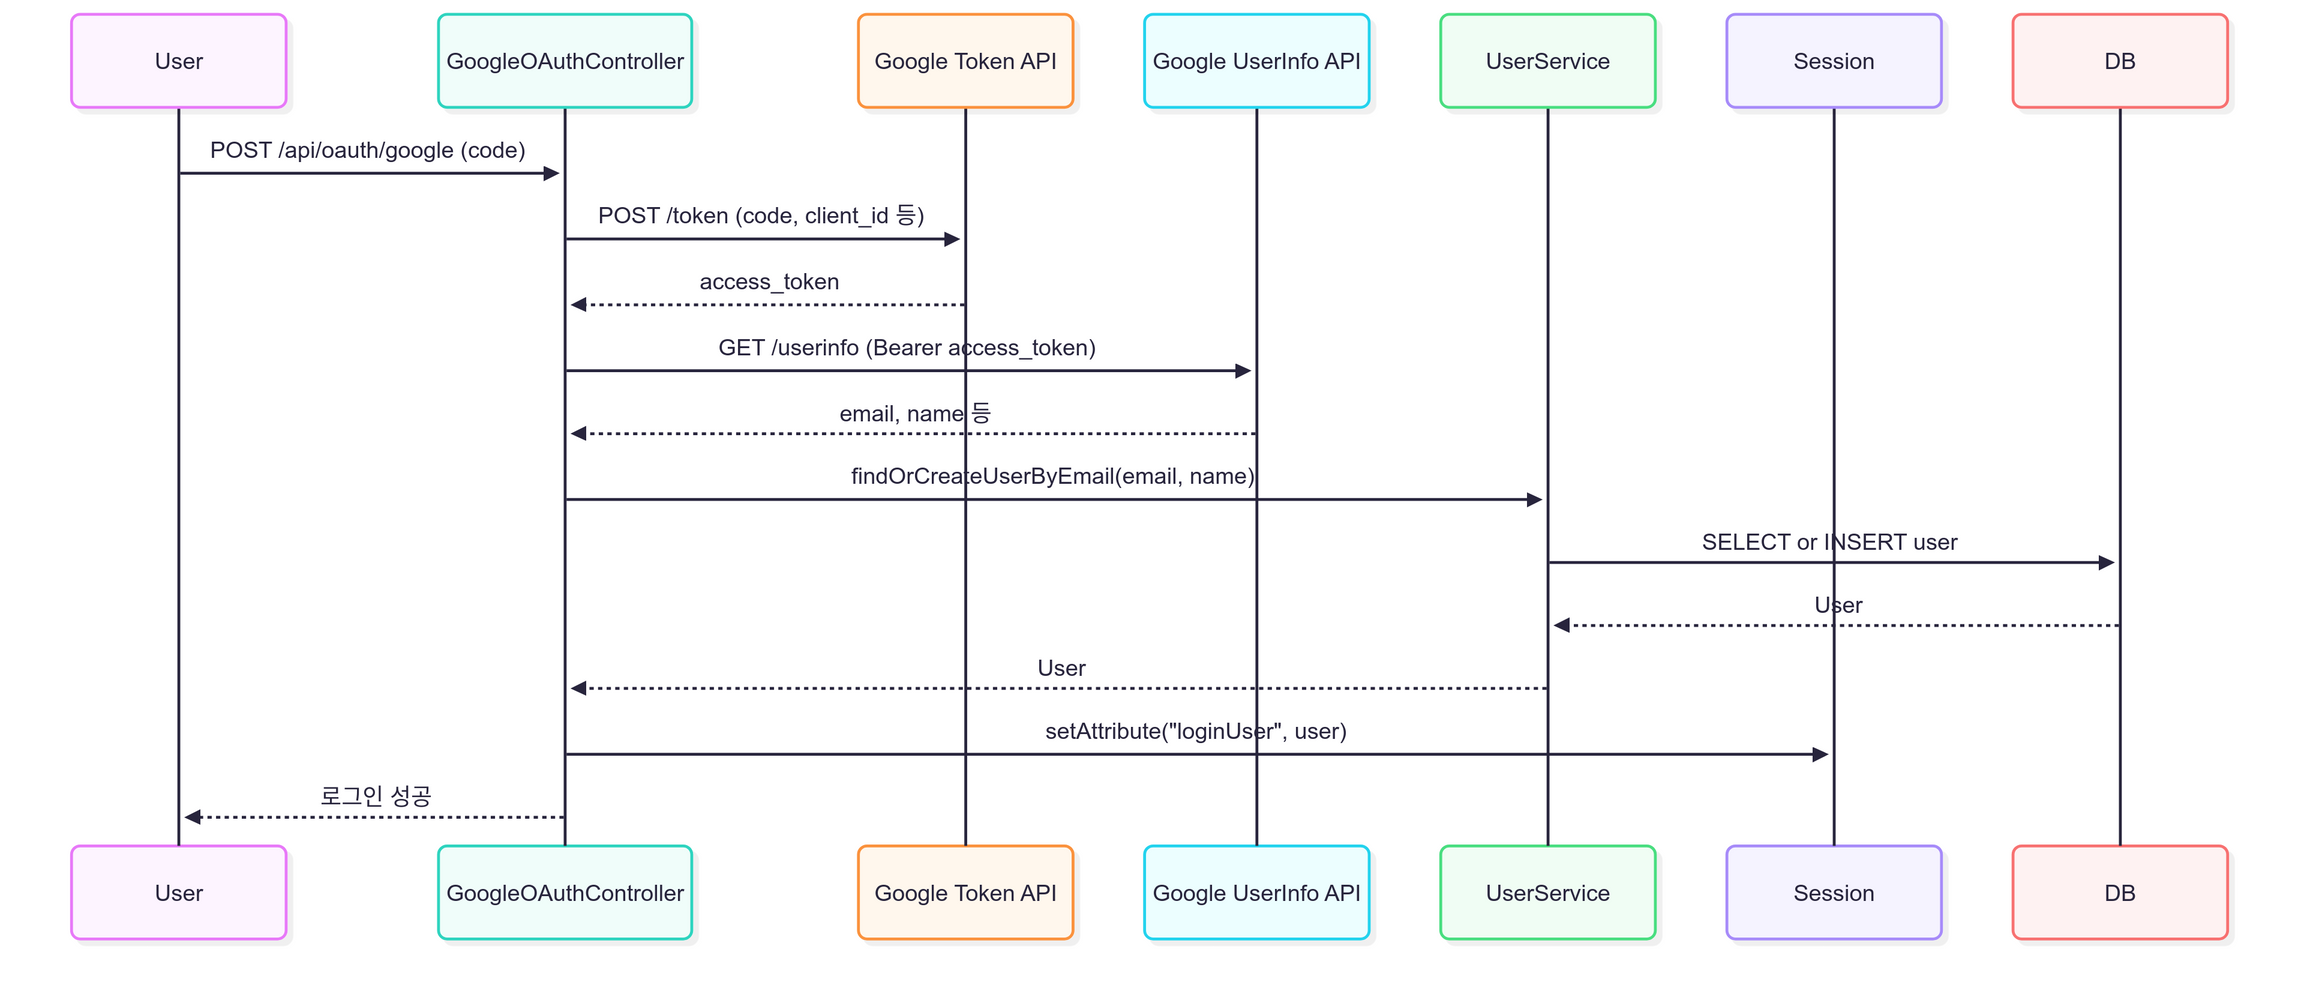 User
GoogleOAuthController
Google Token API
Google UserInfo API
UserService
Session
DB
POST /api/oauth/google (code)
POST /token (code, client_id 등)
access_token
GET /userinfo (Bearer access_token)
email, name 등
findOrCreateUserByEmail(email, name)
SELECT or INSERT user
User
User
setAttribute("loginUser", user)
로그인 성공
User
GoogleOAuthController
Google Token API
Google UserInfo API
UserService
Session
DB